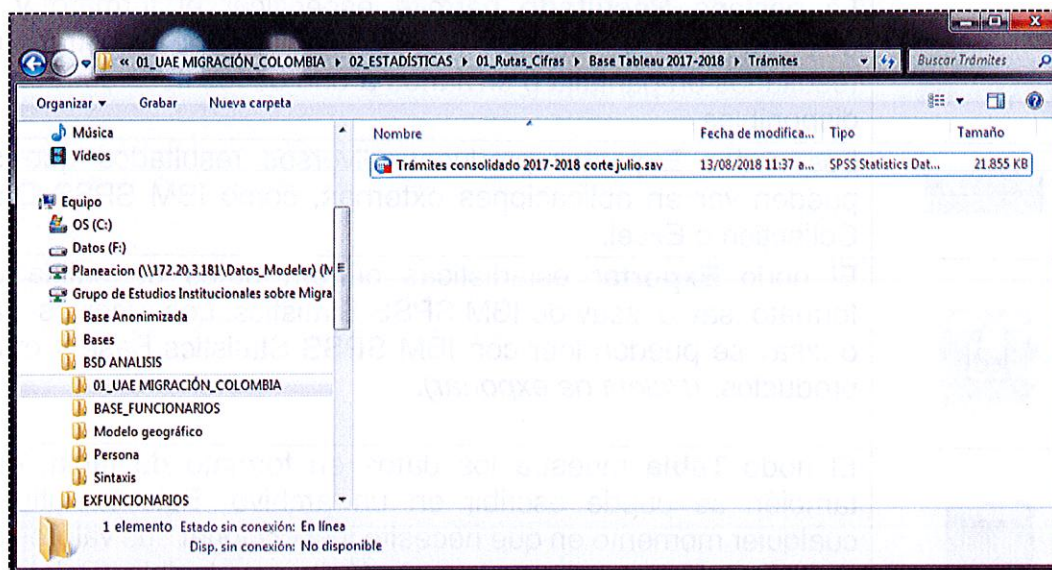 « 01_UAE MIGRACIÓN_COLOMBIA ▸ 02_ESTADÍSTICAS ▸ 01_Rutas_Cifras ▸ Base Tableau 2017-2018 ▸ Trámites
Buscar Trámites
Organizar ▾ Grabar Nueva carpeta
Música
Vídeos
Equipo
OS (C:)
Datos (F:)
Planeacion (\\172.20.3.181\Datos_Modeler) (M
Grupo de Estudios Institucionales sobre Migra
Base Anonimizada
Bases
BSD ANALISIS
01_UAE MIGRACIÓN_COLOMBIA
BASE_FUNCIONARIOS
Modelo geográfico
Persona
Sintaxis
EXFUNCIONARIOS
Nombre Fecha de modifica... Tipo Tamaño
Trámites consolidado 2017-2018 corte julio.sav 13/08/2018 11:37 a... SPSS Statistics Dat... 21.855 KB
1 elemento Estado sin conexión: En línea
Disp. sin conexión: No disponible